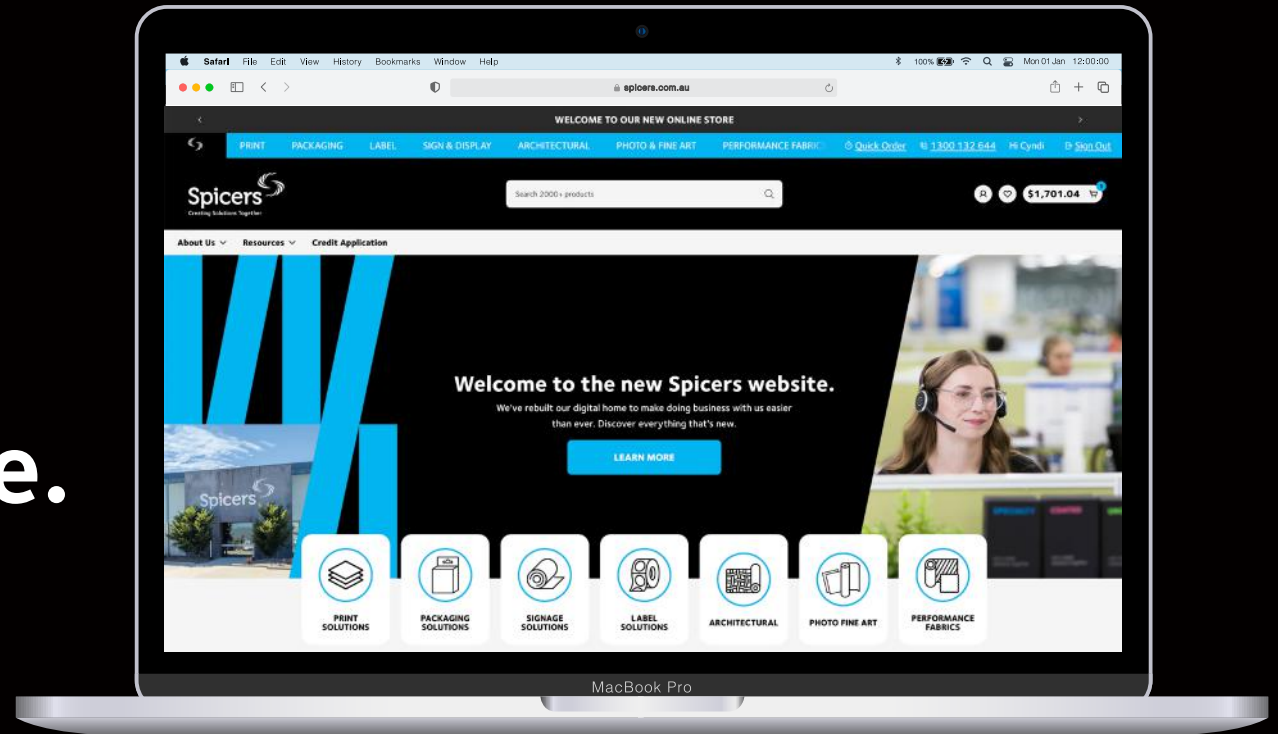 Safari File Edit View History Bookmarks Window Help 100% Mon 01 Jan 12:00:00
spicers.com.au
WELCOME TO OUR NEW ONLINE STORE
PRINT PACKAGING LABEL SIGN & DISPLAY ARCHITECTURAL PHOTO & FINE ART PERFORMANCE FABRIC Quick Order 1300 132 644 Hi Cyndi Sign Out
Spicers
Creating Solutions Together
Search 2000+ products
$1,701.04
About Us Resources Credit Application
Welcome to the new Spicers website.
We've rebuilt our digital home to make doing business with us easier
than ever. Discover everything that's new.
LEARN MORE
e.
Spicers
SPECIALTY COATED
PRINT
SOLUTIONS
PACKAGING
SOLUTIONS
SIGNAGE
SOLUTIONS
LABEL
SOLUTIONS
ARCHITECTURAL
PHOTO FINE ART
PERFORMANCE
FABRICS
MacBook Pro